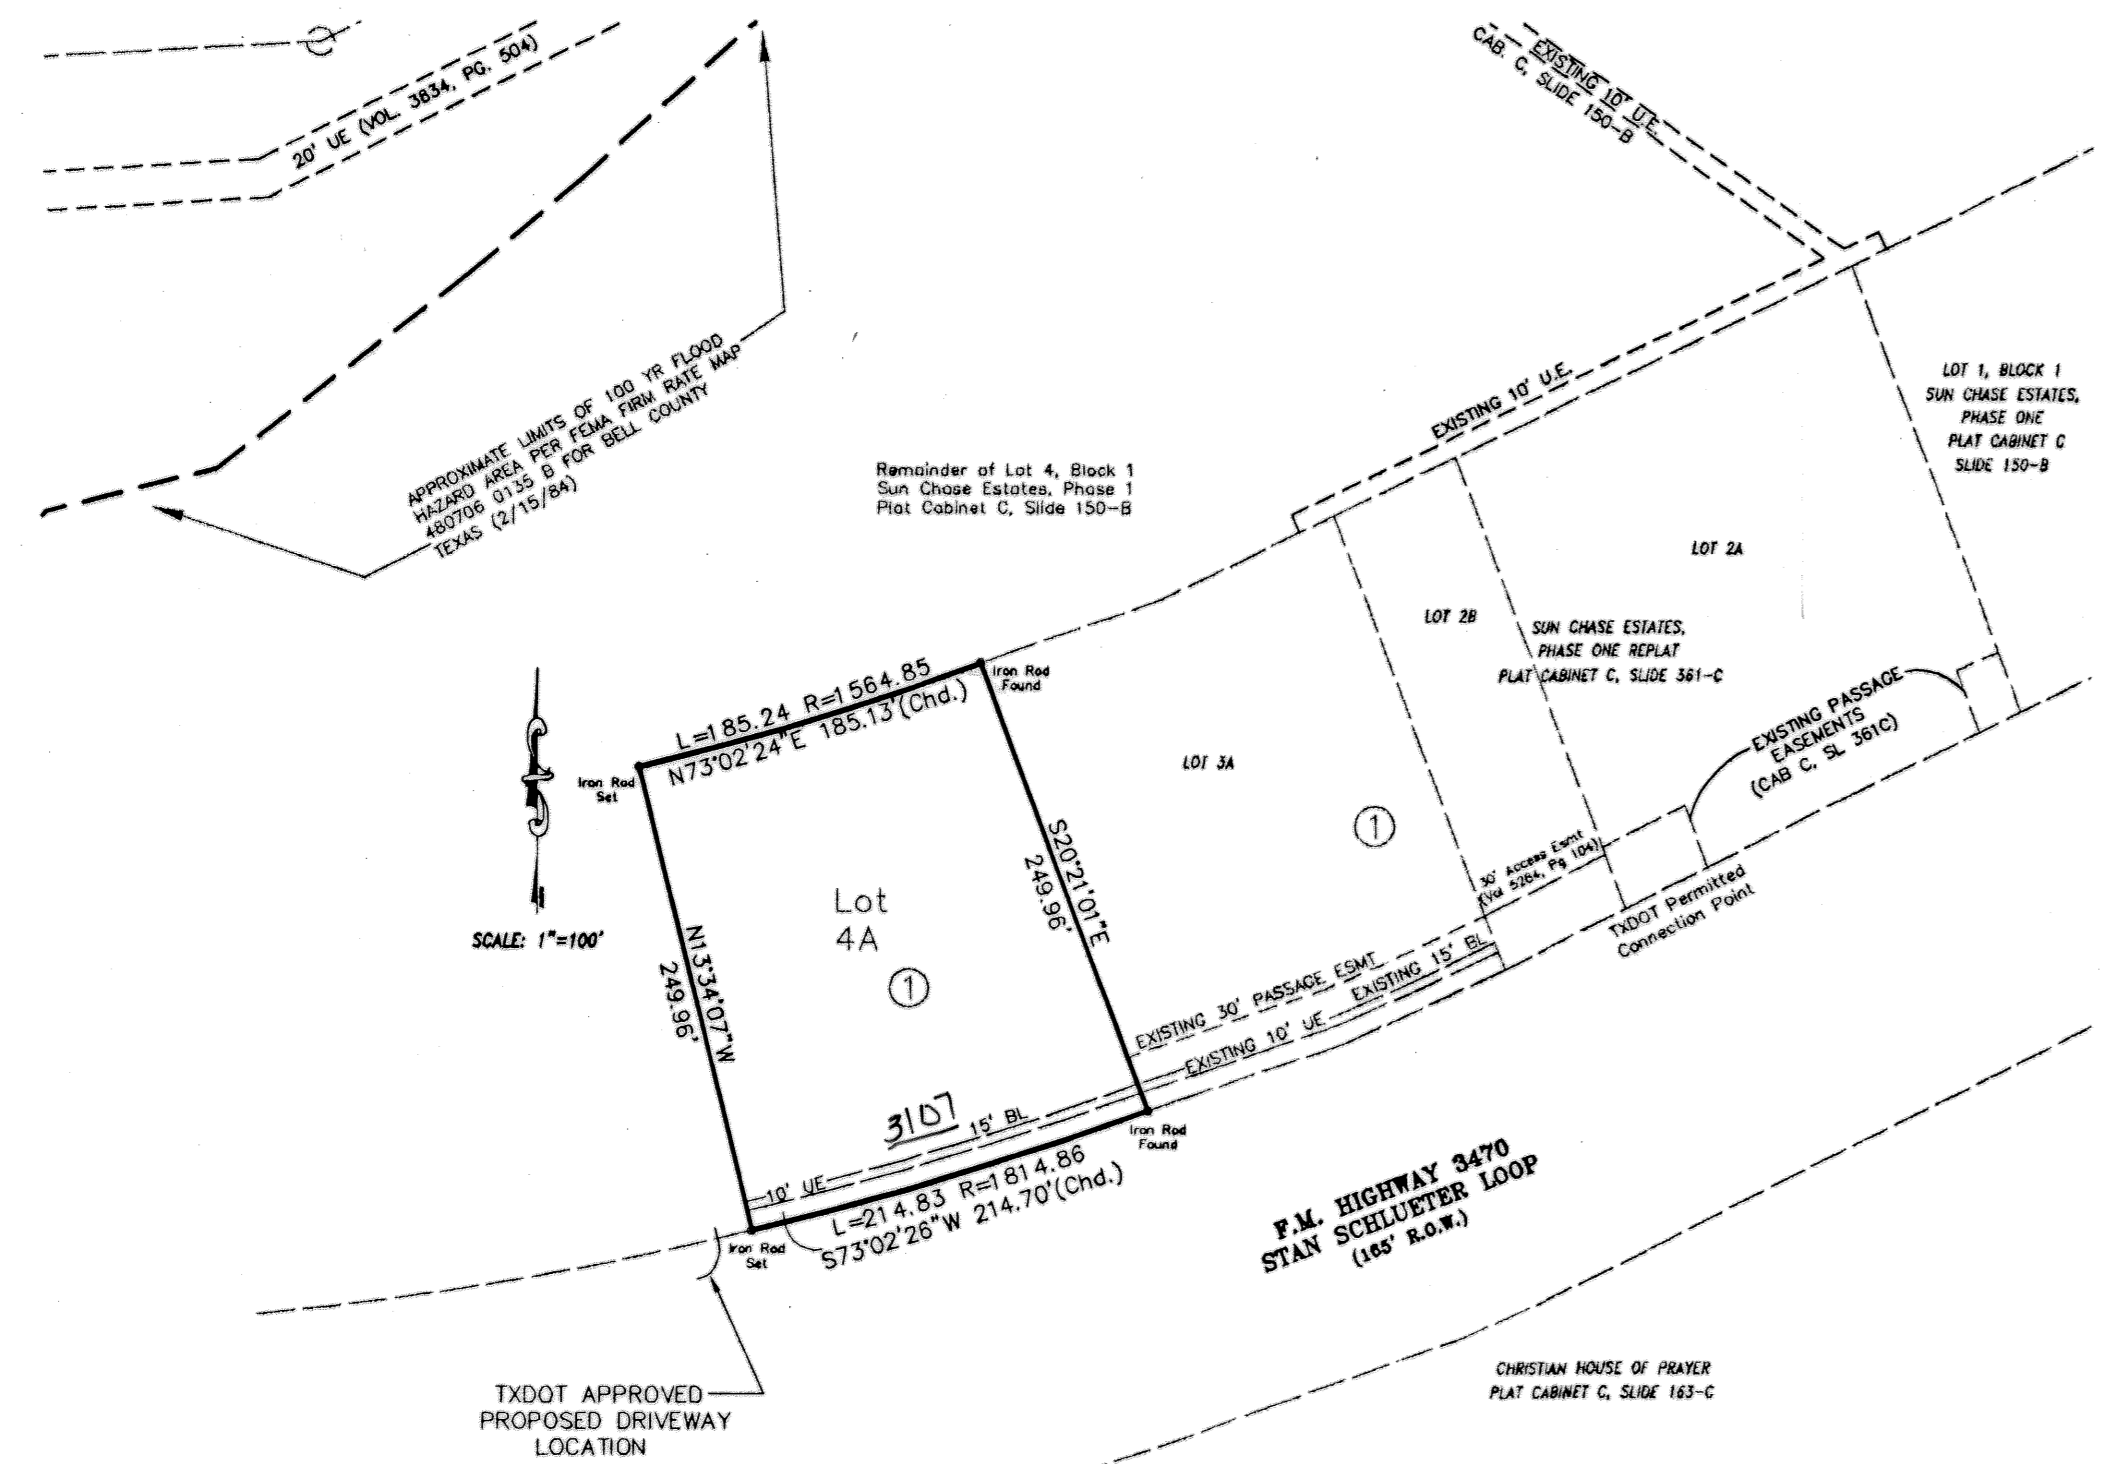 20' UE (VOL. 3834, PG. 504)
EXISTING 10' U.E.
CAB. C, SLIDE 150-B
APPROXIMATE LIMITS OF 100 YR FLOOD
HAZARD AREA PER FEMA FIRM RATE MAP
480706 0135 B FOR BELL COUNTY
TEXAS (2/15/84)
EXISTING 10' U.E.
LOT 1, BLOCK 1
SUN CHASE ESTATES,
PHASE ONE
PLAT CABINET C
SLIDE 150-B
Remainder of Lot 4, Block 1
Sun Chase Estates, Phase 1
Plat Cabinet C, Slide 150-B
LOT 2A
LOT 2B
SUN CHASE ESTATES,
PHASE ONE REPLAT
PLAT CABINET C, SLIDE 361-C
EXISTING PASSAGE
EASEMENTS
(CAB C, SL 361C)
L=185.24 R=1564.85
N73°02'24"E 185.13'(Chd.)
Iron Rod
Found
Iron Rod
Set
LOT 3A
1
S20°21'01"E
249.96'
30' Access Esmt
(Vol 5264, Pg 104)
TXDOT Permitted
Connection Point
SCALE: 1"=100'
Lot
4A
1
N13°34'07"W
249.96'
EXISTING 30' PASSAGE ESMT
EXISTING 15' BL
EXISTING 10' UE
3107
15' BL
10' UE
Iron Rod
Found
L=214.83 R=1814.86
S73°02'26"W 214.70'(Chd.)
Iron Rod
Set
F.M. HIGHWAY 3470
STAN SCHLUETER LOOP
(165' R.O.W.)
TXDOT APPROVED
PROPOSED DRIVEWAY
LOCATION
CHRISTIAN HOUSE OF PRAYER
PLAT CABINET C, SLIDE 163-C